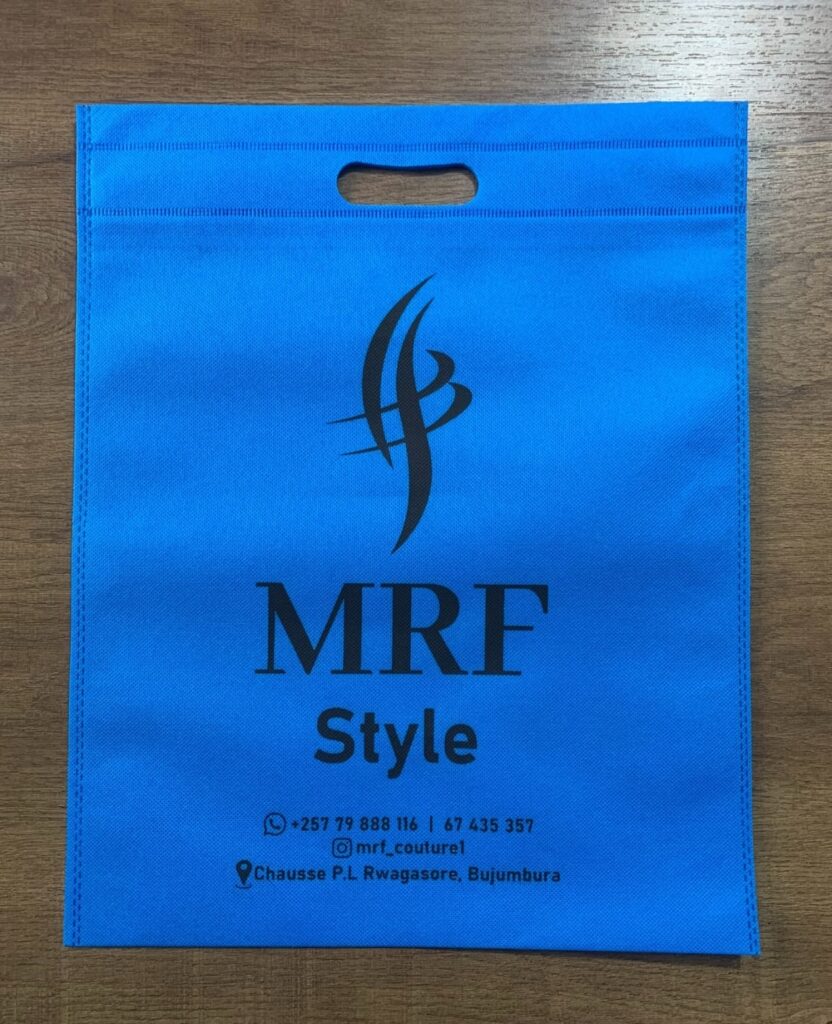 MRF
Style
+257 79 888 116 | 67 435 357
mrf_couture1
Chausse P.L Rwagasore, Bujumbura